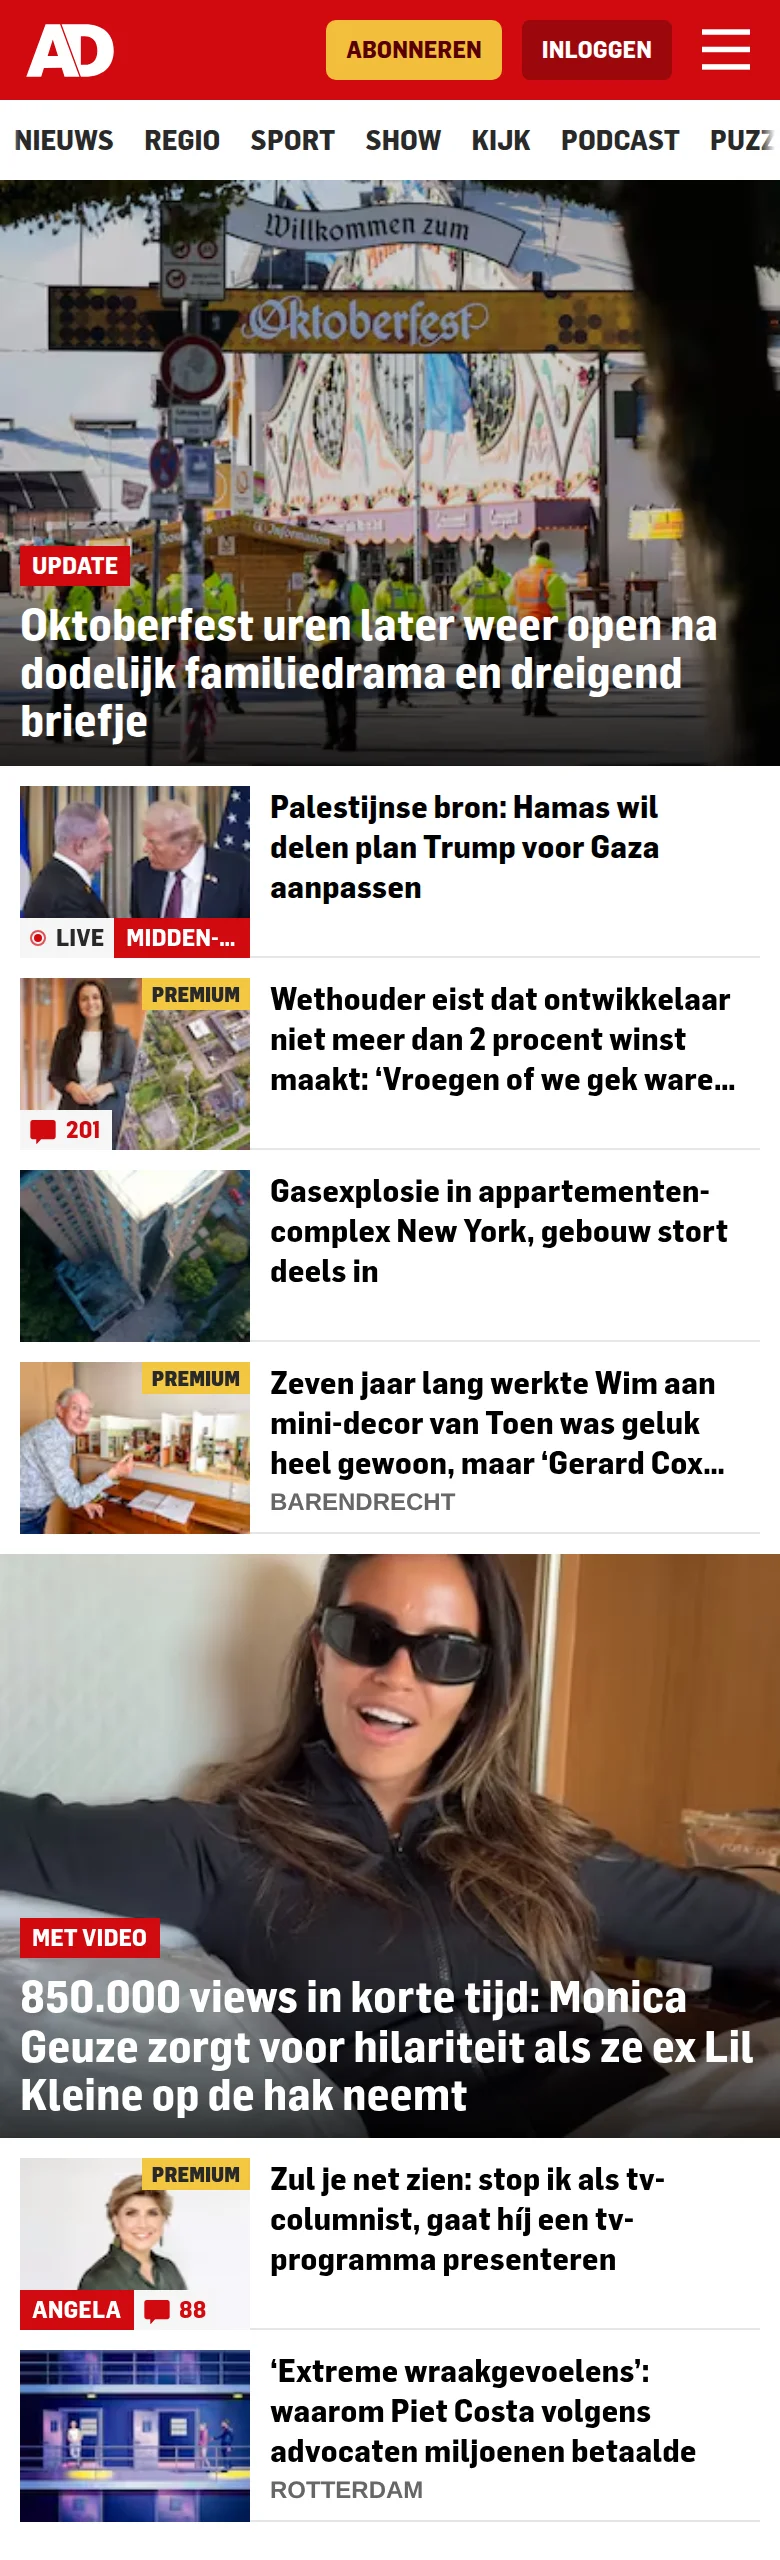 AD
ABONNEREN
INLOGGEN
NIEUWS REGIO SPORT SHOW KIJK PODCAST PUZZ
Willkommen zum
Oktoberfest
Information
UPDATE
Oktoberfest uren later weer open na
dodelijk familiedrama en dreigend
briefje
Palestijnse bron: Hamas wil
delen plan Trump voor Gaza
aanpassen
LIVE MIDDEN-...
PREMIUM
Wethouder eist dat ontwikkelaar
niet meer dan 2 procent winst
maakt: ‘Vroegen of we gek ware...
201
Gasexplosie in appartementen-
complex New York, gebouw stort
deels in
PREMIUM
Zeven jaar lang werkte Wim aan
mini-decor van Toen was geluk
heel gewoon, maar ‘Gerard Cox...
BARENDRECHT
MET VIDEO
850.000 views in korte tijd: Monica
Geuze zorgt voor hilariteit als ze ex Lil
Kleine op de hak neemt
PREMIUM
Zul je net zien: stop ik als tv-
columnist, gaat híj een tv-
programma presenteren
ANGELA 88
‘Extreme wraakgevoelens’:
waarom Piet Costa volgens
advocaten miljoenen betaalde
ROTTERDAM